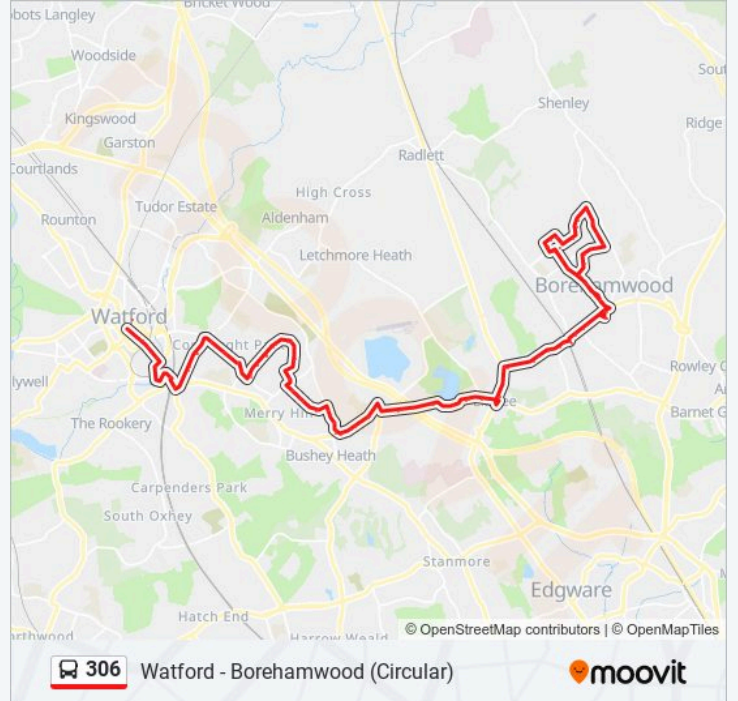 bots Langley
Bricket Wood
Woodside
Sout
Kingswood
Shenley
Garston
Ridge
Courtlands
Radlett
High Cross
Tudor Estate
Aldenham
Rounton
Letchmore Heath
Borehamwood
Watford
Rowley G
lywell
Merry Hill
Barnet G
The Rookery
Bushey Heath
Carpenders Park
South Oxhey
Stanmore
Edgware
Hatch End
Harrow Weald
© OpenStreetMap contributors | © OpenMapTiles
306 Watford - Borehamwood (Circular) moovit